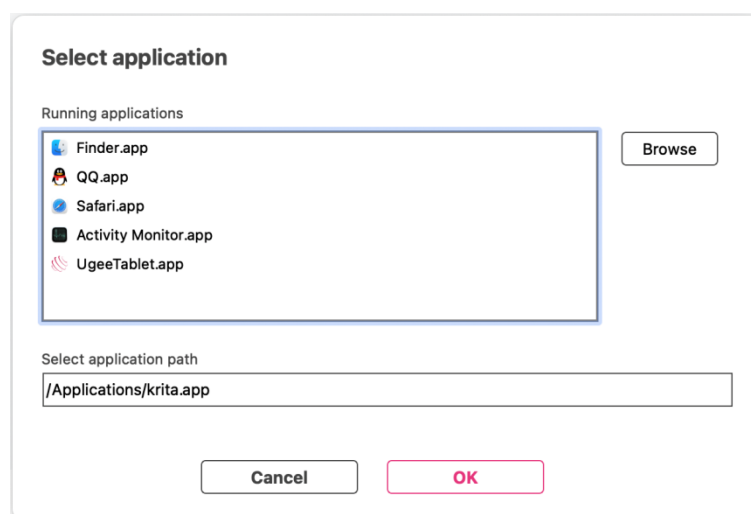 Select application
Running applications
Finder.app
Browse
QQ.app
Safari.app
Activity Monitor.app
UgeeTablet.app
Select application path
/Applications/krita.app
Cancel
OK